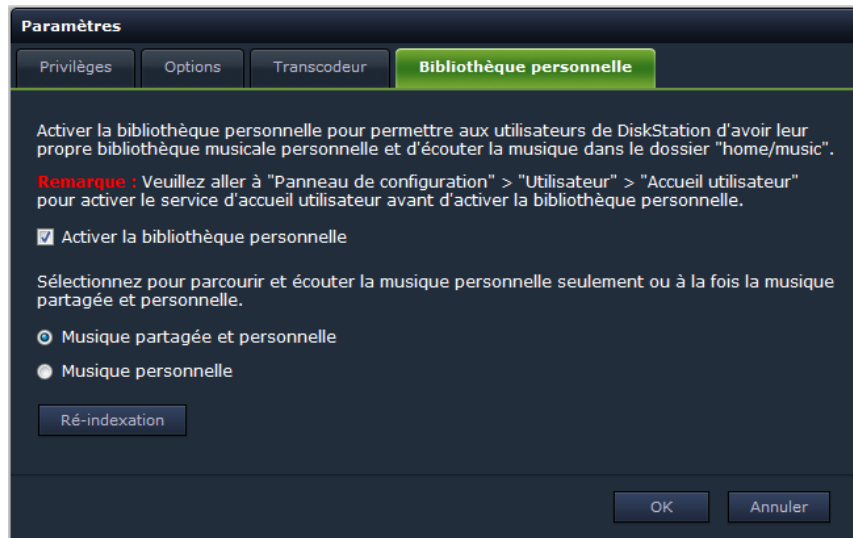 Paramètres
Privilèges
Options
Transcodeur
Bibliothèque personnelle
Activer la bibliothèque personnelle pour permettre aux utilisateurs de DiskStation d'avoir leur
propre bibliothèque musicale personnelle et d'écouter la musique dans le dossier "home/music".
Remarque : Veuillez aller à "Panneau de configuration" > "Utilisateur" > "Accueil utilisateur"
pour activer le service d'accueil utilisateur avant d'activer la bibliothèque personnelle.
Activer la bibliothèque personnelle
Sélectionnez pour parcourir et écouter la musique personnelle seulement ou à la fois la musique
partagée et personnelle.
Musique partagée et personnelle
Musique personnelle
Ré-indexation
OK
Annuler